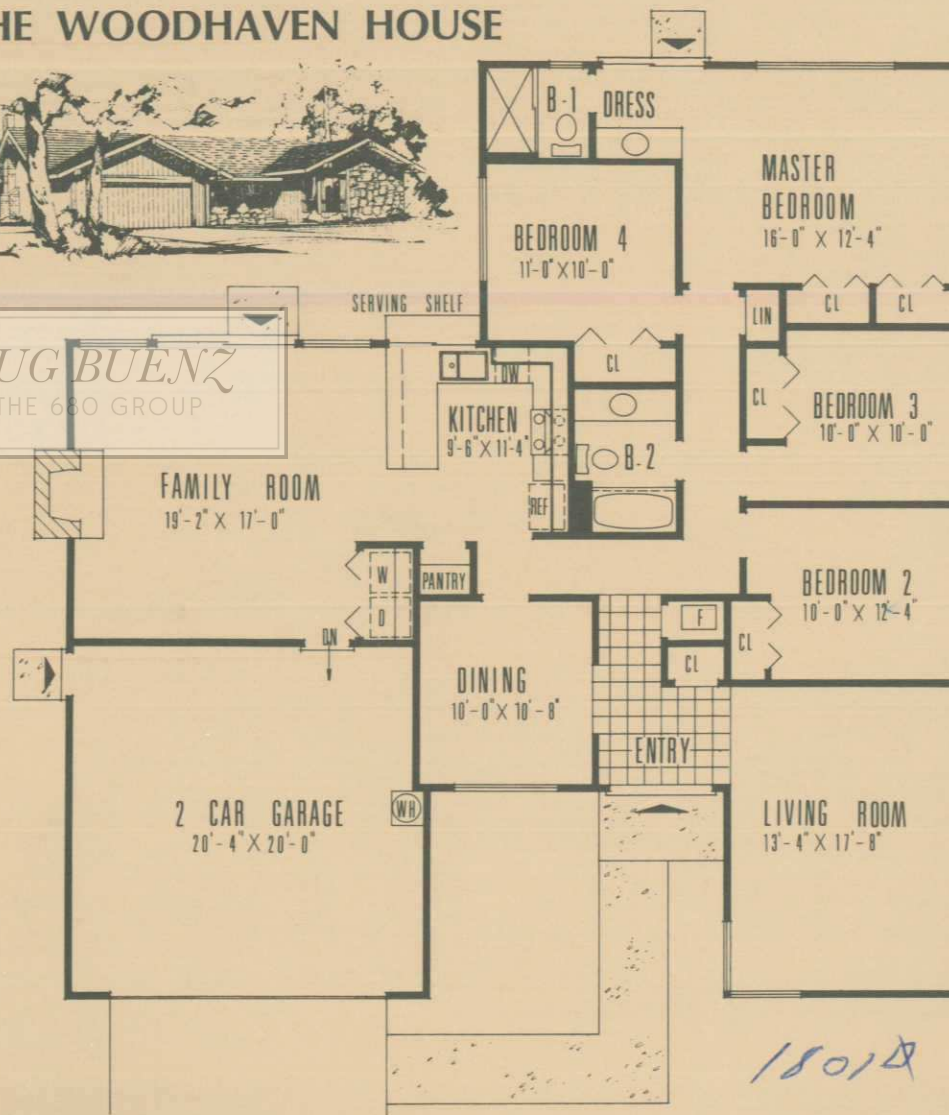 HE WOODHAVEN HOUSE
B-1
DRESS
MASTER
BEDROOM
16'-0" X 12'-4"
BEDROOM 4
11'-0" X 10'-0"
SERVING SHELF
LIN
CL
CL
UG BUENZ
THE 680 GROUP
DW
CL
KITCHEN
9'-6" X 11'-4"
CL
BEDROOM 3
10'-0" X 10'-0"
B-2
FAMILY ROOM
19'-2" X 17'-0"
REF
W
D
PANTRY
BEDROOM 2
10'-0" X 12'-4"
DN
F
CL
CL
DINING
10'-0" X 10'-8"
ENTRY
2 CAR GARAGE
20'-4" X 20'-0"
WH
LIVING ROOM
13'-4" X 17'-8"